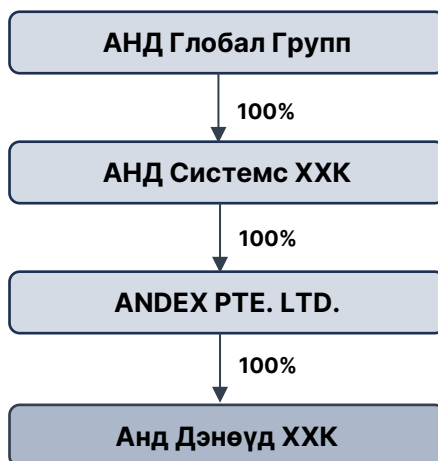 АНД Глобал Групп
100%
АНД Системс ХХК
100%
ANDEX PTE. LTD.
100%
Анд Дэнөүд ХХК